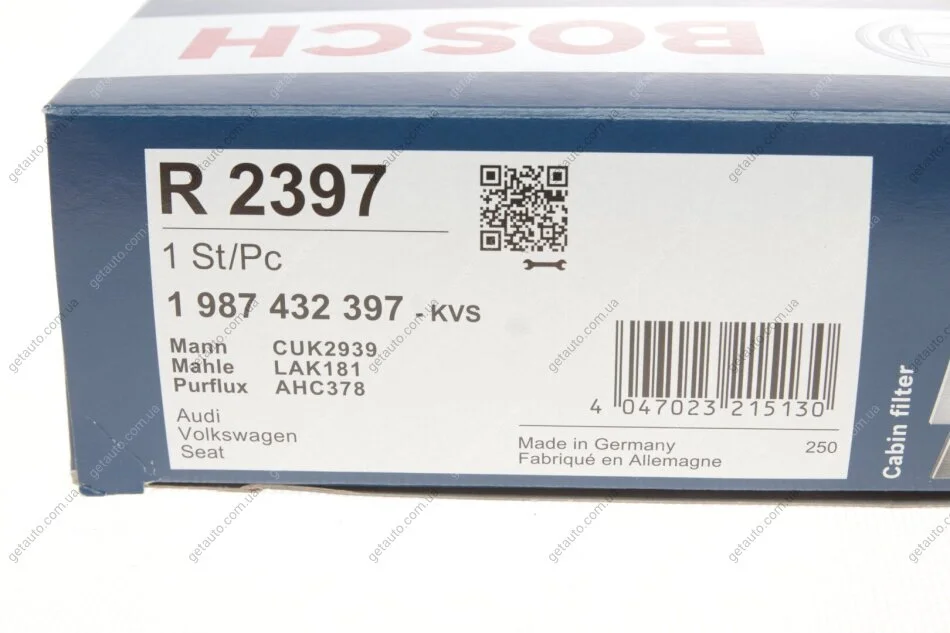 BOSCH
R 2397
1 St/Pc
1 987 432 397 - KVS
Mann CUK2939
Mahle LAK181
Purflux AHC378
Audi
Volkswagen
Seat
4 047023 215130
Made in Germany 250
Fabriqué en Allemagne
Cabin filter
getauto.com.ua